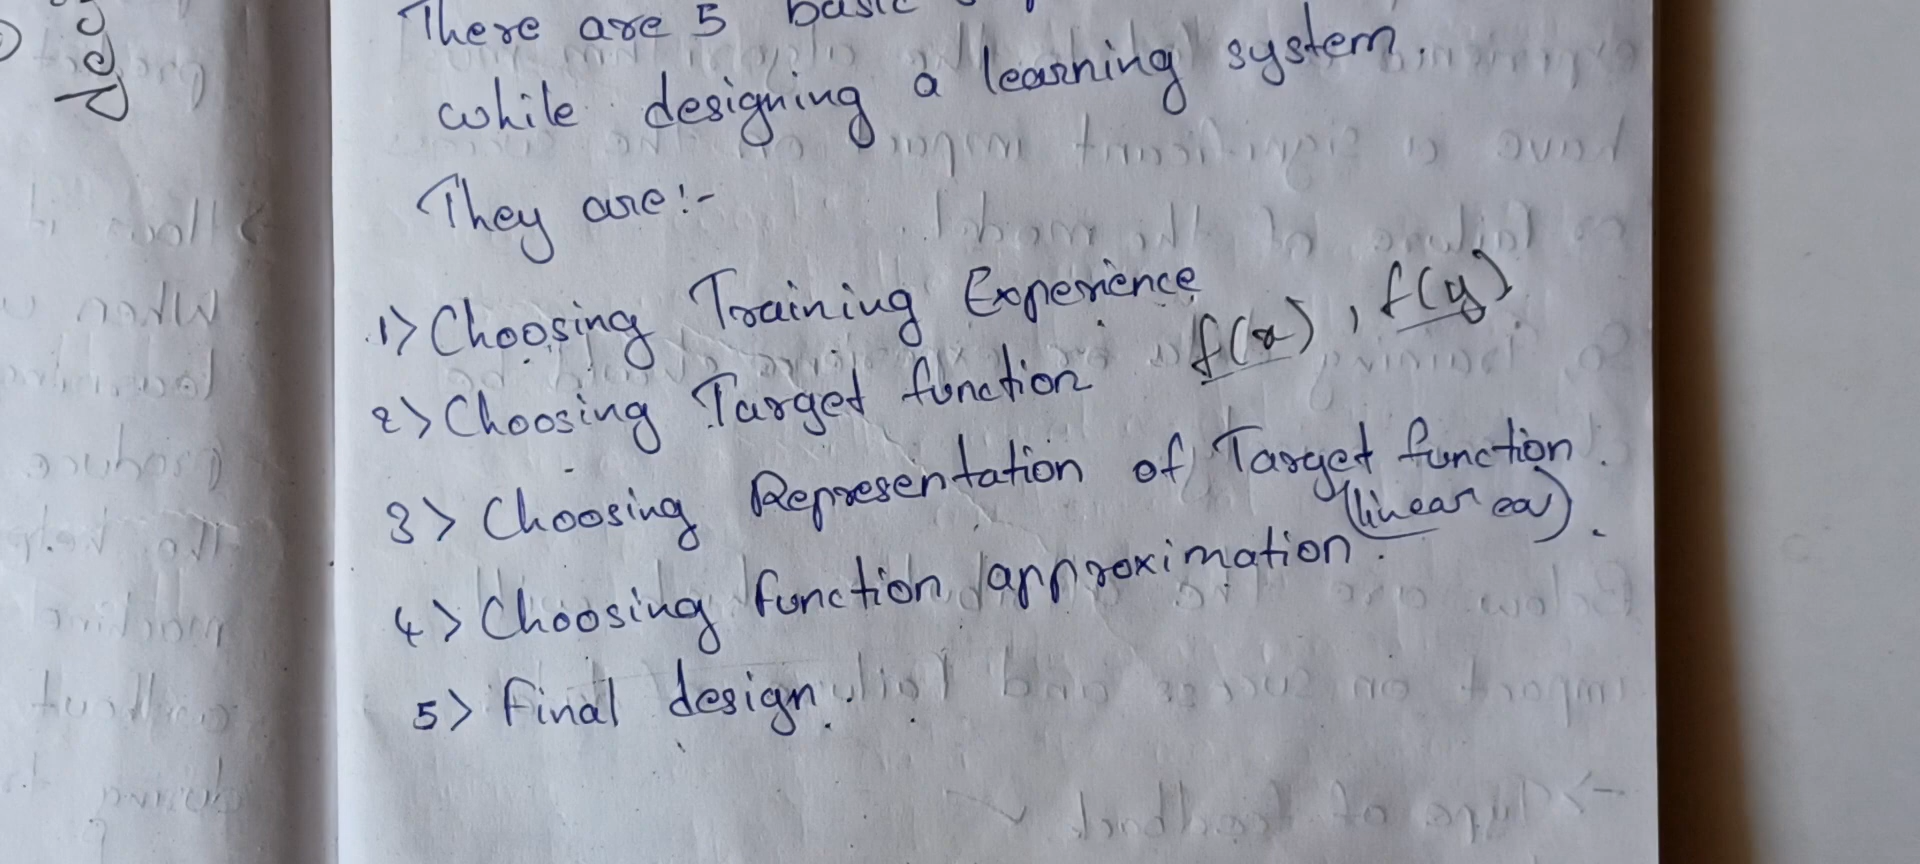 There are 5 basic
while designing a learning system.
They are:-
1> Choosing Training Experience
2> Choosing Target function f(x), f(y)
3> Choosing Representation of Target function.
(linear eq).
4> Choosing function approximation.
5> Final design.